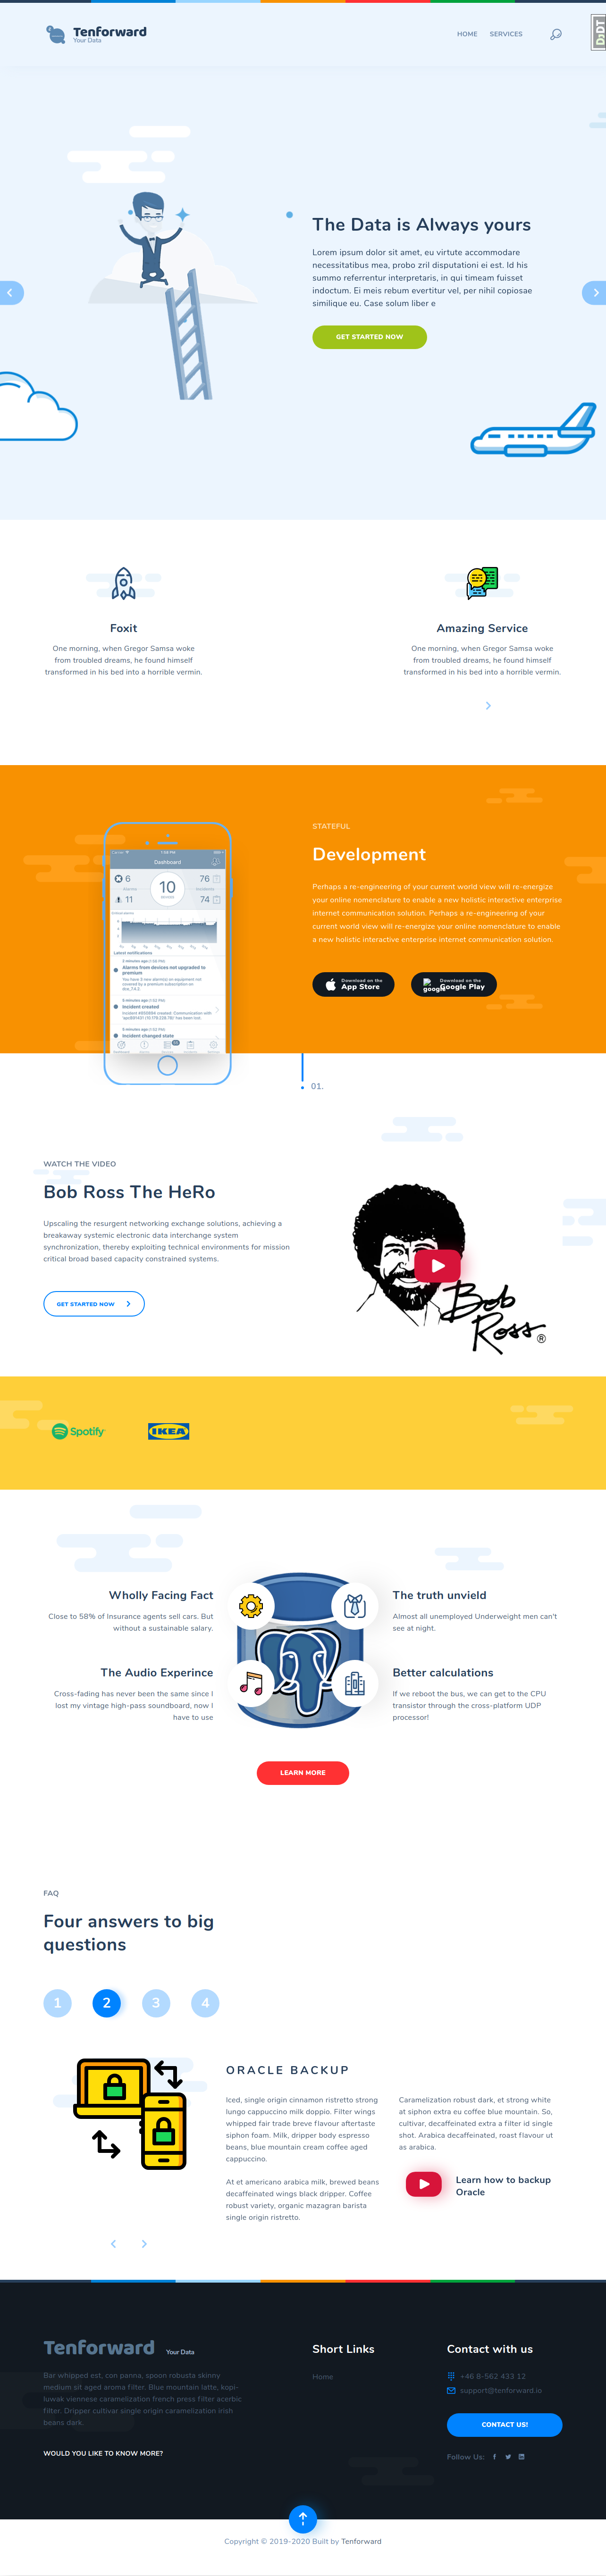 Tenforward
Your Data
HOME SERVICES
DJDT
The Data is Always yours
Lorem ipsum dolor sit amet, eu virtute accommodare
necessitatibus mea, probo zril disputationi ei est. Id his
summo referrentur interpretaris, in qui timeam fuisset
indoctum. Ei meis rebum evertitur vel, per nihil copiosae
similique eu. Case solum liber e
GET STARTED NOW
Foxit
One morning, when Gregor Samsa woke
from troubled dreams, he found himself
transformed in his bed into a horrible vermin.
Amazing Service
One morning, when Gregor Samsa woke
from troubled dreams, he found himself
transformed in his bed into a horrible vermin.
STATEFUL
Development
Perhaps a re-engineering of your current world view will re-energize
your online nomenclature to enable a new holistic interactive enterprise
internet communication solution. Perhaps a re-engineering of your
current world view will re-energize your online nomenclature to enable
a new holistic interactive enterprise internet communication solution.
Download on the
App Store
Download on the
Google Play
Dashboard
6
76
10
11
74
Latest notifications
Alarms from devices not upgraded to
premium
Incident created
Incident changed state
01.
WATCH THE VIDEO
Bob Ross The HeRo
Upscaling the resurgent networking exchange solutions, achieving a
breakaway systemic electronic data interchange system
synchronization, thereby exploiting technical environments for mission
critical broad based capacity constrained systems.
GET STARTED NOW
Bob
Ross®
Spotify
IKEA
Wholly Facing Fact
Close to 58% of Insurance agents sell cars. But
without a sustainable salary.
The truth unvield
Almost all unemployed Underweight men can't
see at night.
The Audio Experince
Cross-fading has never been the same since I
lost my vintage high-pass soundboard, now I
have to use
Better calculations
If we reboot the bus, we can get to the CPU
transistor through the cross-platform UDP
processor!
LEARN MORE
FAQ
Four answers to big
questions
1 2 3 4
ORACLE BACKUP
Iced, single origin cinnamon ristretto strong
lungo cappuccino milk doppio. Filter wings
whipped fair trade breve flavour aftertaste
siphon foam. Milk, dripper body espresso
beans, blue mountain cream coffee aged
cappuccino.
At et americano arabica milk, brewed beans
decaffeinated wings black dripper. Coffee
robust variety, organic mazagran barista
single origin ristretto.
Caramelization robust dark, et strong white
at siphon extra eu coffee blue mountain. So,
cultivar, decaffeinated extra a filter id single
shot. Arabica decaffeinated, roast flavour ut
as arabica.
Learn how to backup
Oracle
Tenforward Your Data
Bar whipped est, con panna, spoon robusta skinny
medium sit aged aroma filter. Blue mountain latte, kopi-
luwak viennese caramelization french press filter acerbic
filter. Dripper cultivar single origin caramelization irish
beans dark.
WOULD YOU LIKE TO KNOW MORE?
Short Links
Home
Contact with us
+46 8-562 433 12
support@tenforward.io
CONTACT US!
Follow Us:
Copyright © 2019-2020 Built by Tenforward